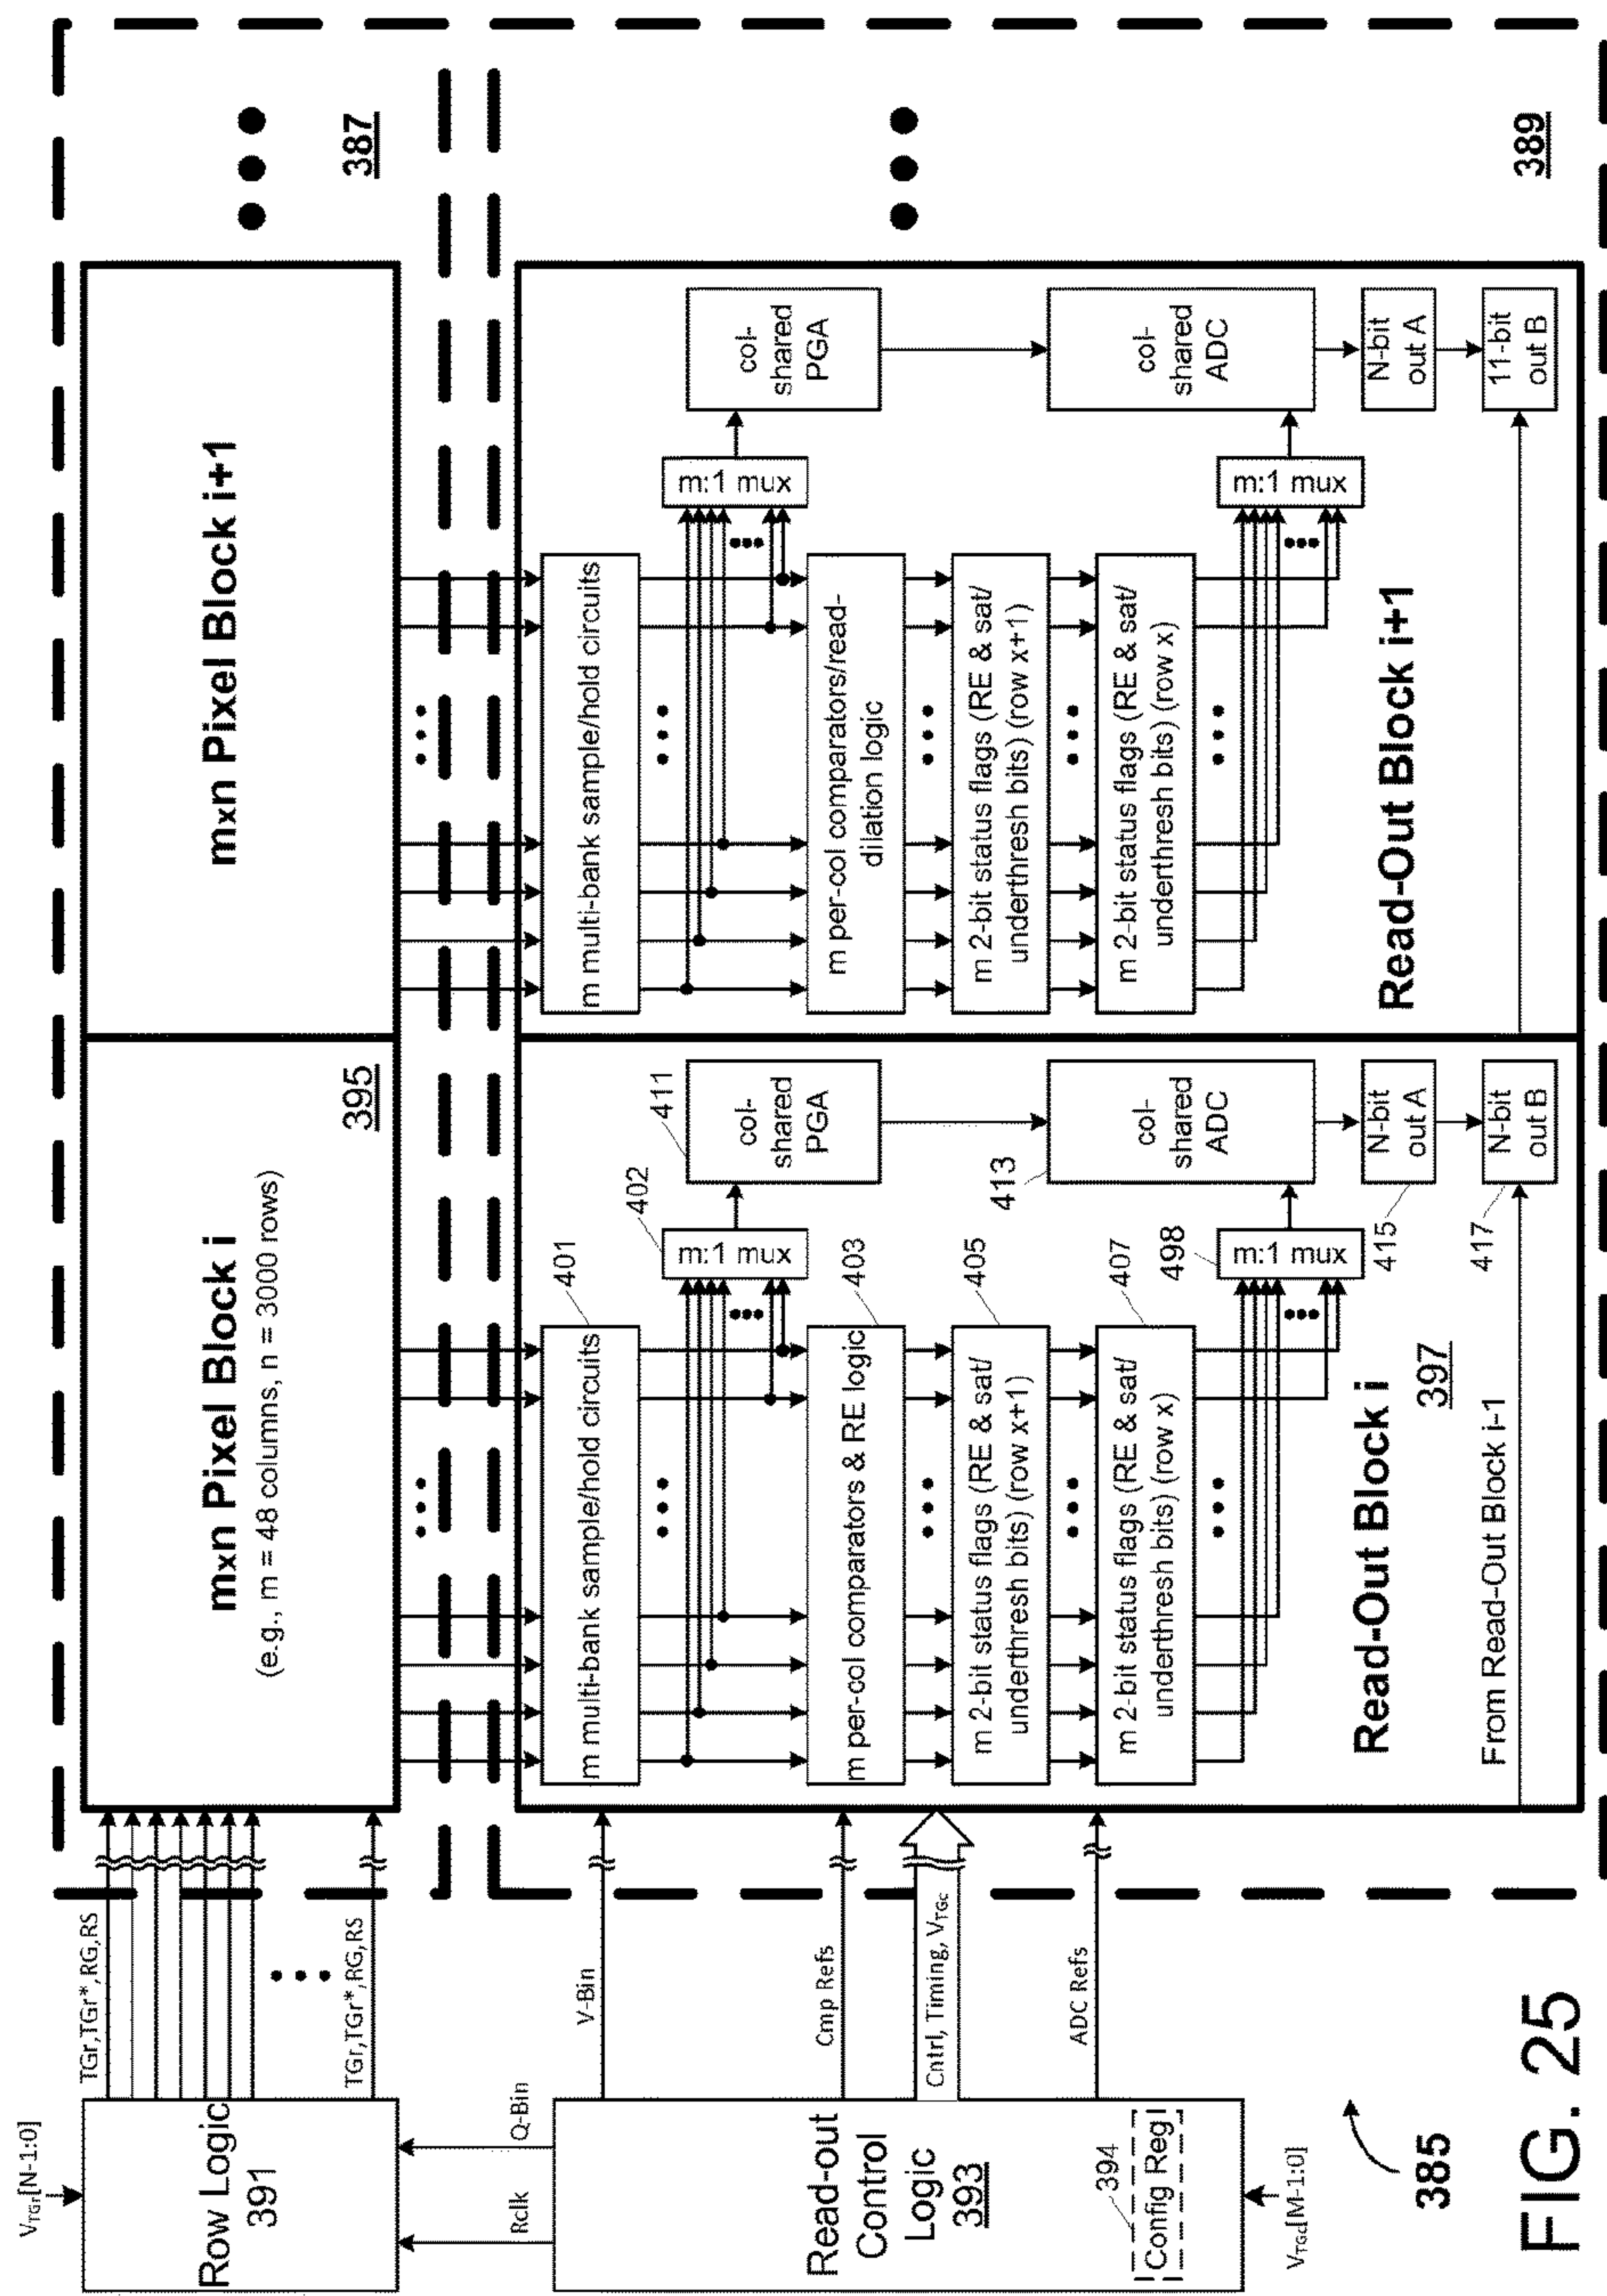 V_TGr[N-1:0]
Row Logic
391
TGr,TGr*,RG,RS
TGr,TGr*,RG,RS
Rclk
Q-Bin
Read-out
Control
Logic
393
394
Config Reg
V_TGc[M-1:0]
V-Bin
Cmp Refs
Cntrl, Timing, V_TGc
ADC Refs
385
FIG. 25
mxn Pixel Block i
(e.g., m = 48 columns, n = 3000 rows)
395
mxn Pixel Block i+1
387
m multi-bank sample/hold circuits
401
m:1 mux
402
col-
shared
PGA
411
m per-col comparators & RE logic
403
m 2-bit status flags (RE & sat/
underthresh bits) (row x+1)
405
m 2-bit status flags (RE & sat/
underthresh bits) (row x)
407
m:1 mux
498
col-
shared
ADC
413
N-bit
out A
415
N-bit
out B
417
Read-Out Block i
397
From Read-Out Block i-1
m multi-bank sample/hold circuits
m:1 mux
col-
shared
PGA
m per-col comparators/read-
dilation logic
m 2-bit status flags (RE & sat/
underthresh bits) (row x+1)
m 2-bit status flags (RE & sat/
underthresh bits) (row x)
m:1 mux
col-
shared
ADC
N-bit
out A
11-bit
out B
Read-Out Block i+1
389